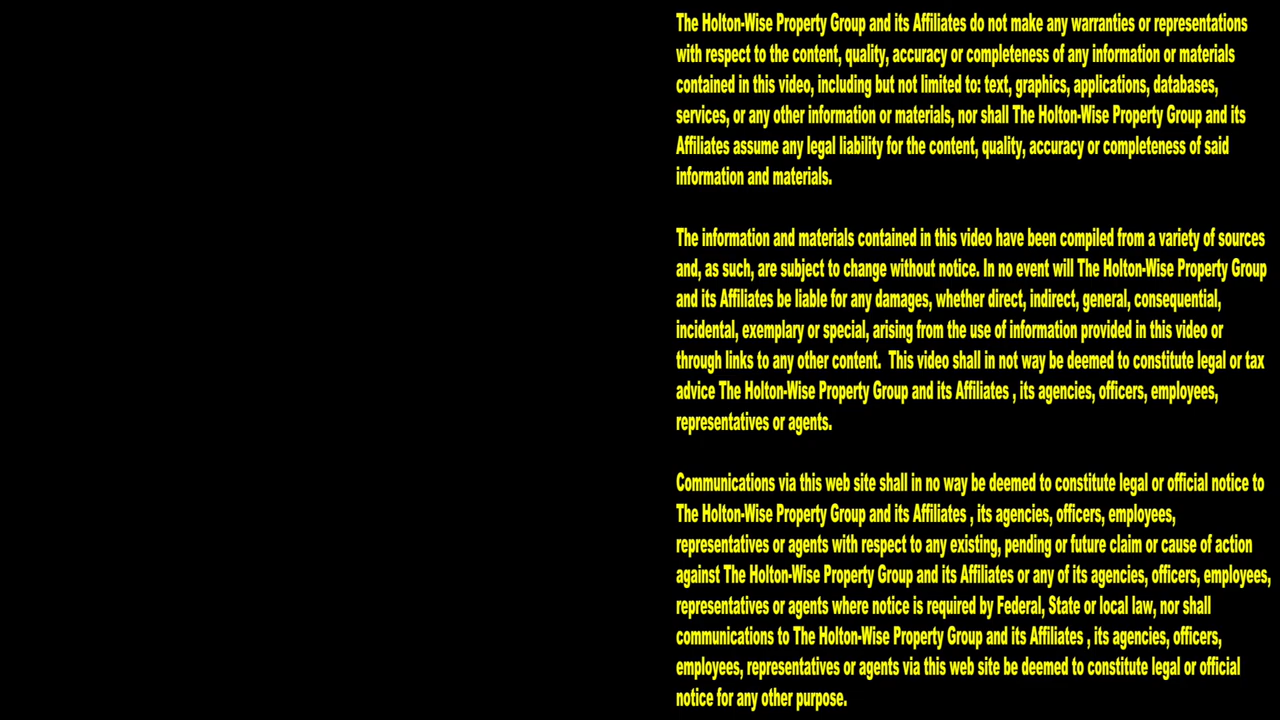 The Holton-Wise Property Group and its Affiliates do not make any warranties or representations
with respect to the content, quality, accuracy or completeness of any information or materials
contained in this video, including but not limited to: text, graphics, applications, databases,
services, or any other information or materials, nor shall The Holton-Wise Property Group and its
Affiliates assume any legal liability for the content, quality, accuracy or completeness of said
information and materials.
The information and materials contained in this video have been compiled from a variety of sources
and, as such, are subject to change without notice. In no event will The Holton-Wise Property Group
and its Affiliates be liable for any damages, whether direct, indirect, general, consequential,
incidental, exemplary or special, arising from the use of information provided in this video or
through links to any other content.  This video shall in not way be deemed to constitute legal or tax
advice The Holton-Wise Property Group and its Affiliates , its agencies, officers, employees,
representatives or agents.
Communications via this web site shall in no way be deemed to constitute legal or official notice to
The Holton-Wise Property Group and its Affiliates , its agencies, officers, employees,
representatives or agents with respect to any existing, pending or future claim or cause of action
against The Holton-Wise Property Group and its Affiliates or any of its agencies, officers, employees,
representatives or agents where notice is required by Federal, State or local law, nor shall
communications to The Holton-Wise Property Group and its Affiliates , its agencies, officers,
employees, representatives or agents via this web site be deemed to constitute legal or official
notice for any other purpose.